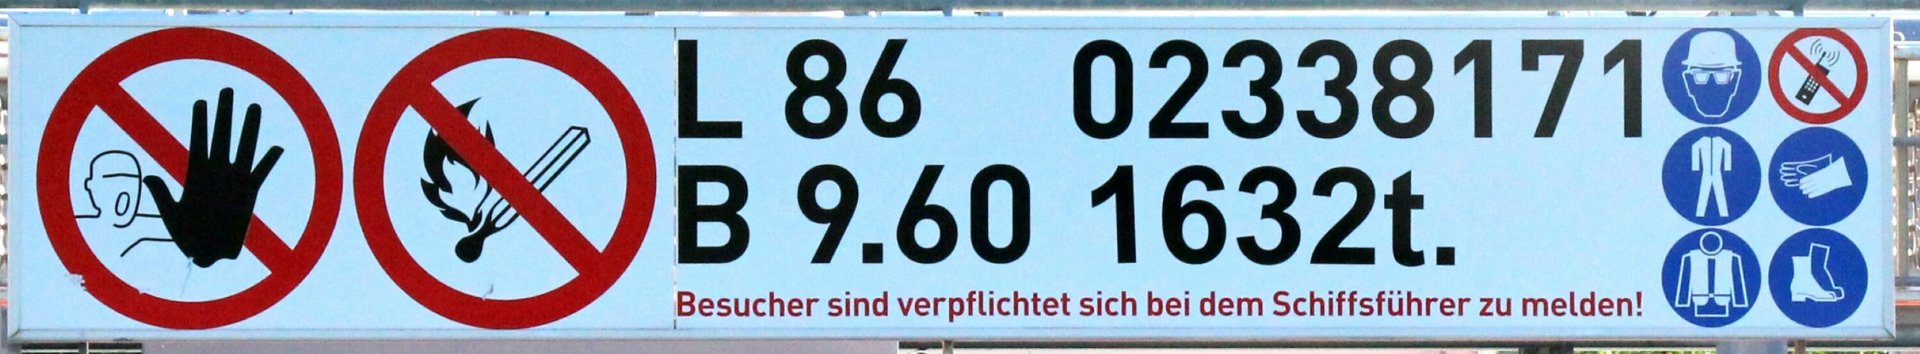 L 86 02338171
B 9.60 1632t.
Besucher sind verpflichtet sich bei dem Schiffsführer zu melden!